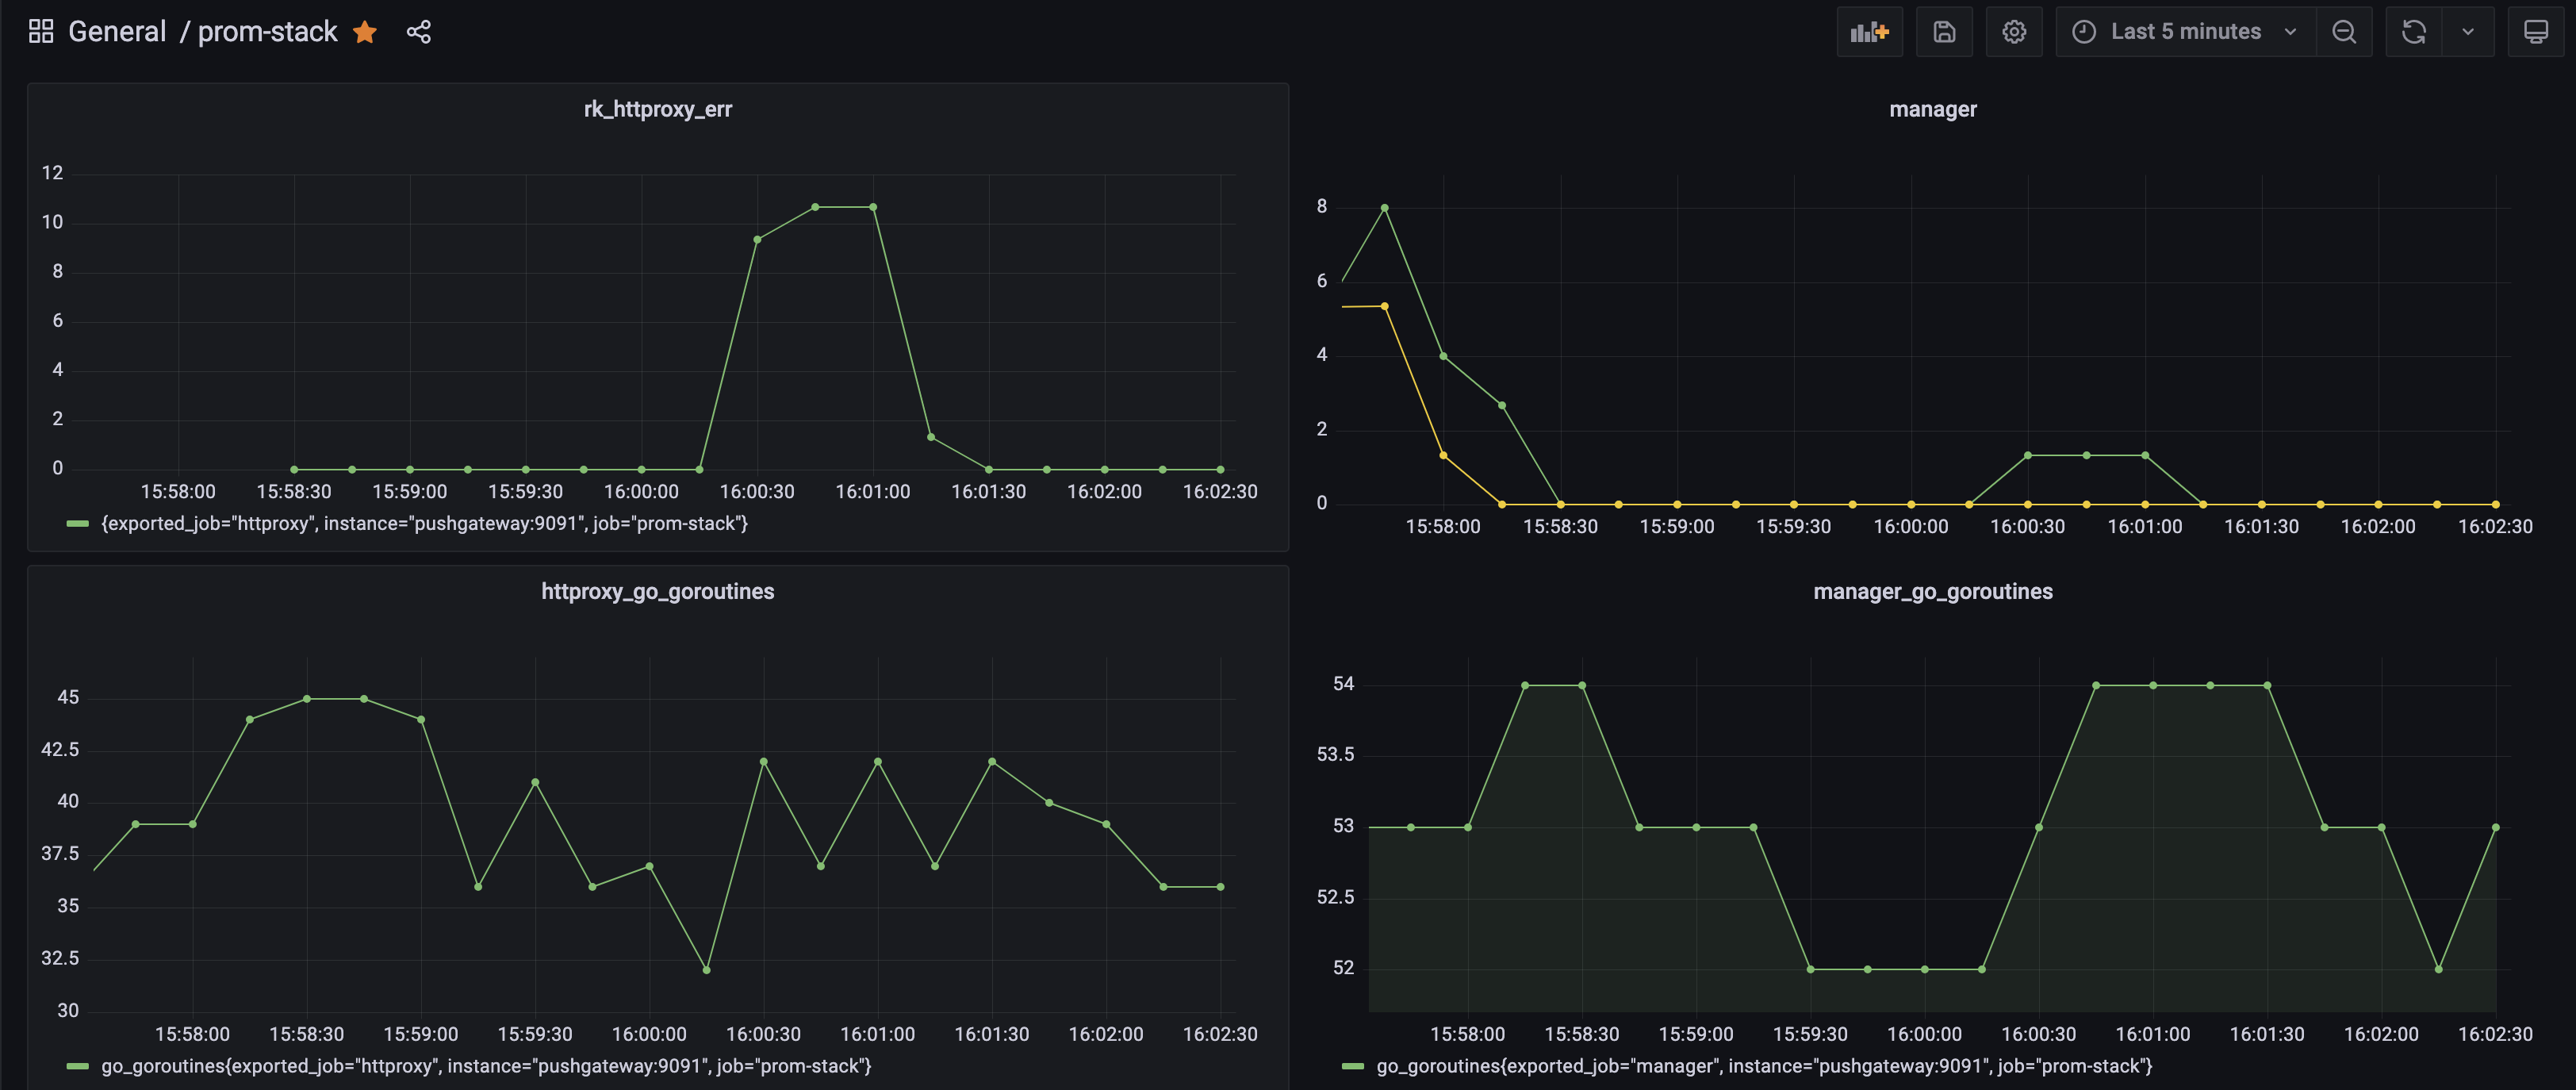 General / prom-stack
Last 5 minutes
rk_httproxy_err
12
10
8
6
4
2
0
15:58:00 15:58:30 15:59:00 15:59:30 16:00:00 16:00:30 16:01:00 16:01:30 16:02:00 16:02:30
{exported_job="httproxy", instance="pushgateway:9091", job="prom-stack"}
manager
8
6
4
2
0
15:58:00 15:58:30 15:59:00 15:59:30 16:00:00 16:00:30 16:01:00 16:01:30 16:02:00 16:02:30
httproxy_go_goroutines
45
42.5
40
37.5
35
32.5
30
15:58:00 15:58:30 15:59:00 15:59:30 16:00:00 16:00:30 16:01:00 16:01:30 16:02:00 16:02:30
go_goroutines{exported_job="httproxy", instance="pushgateway:9091", job="prom-stack"}
manager_go_goroutines
54
53.5
53
52.5
52
15:58:00 15:58:30 15:59:00 15:59:30 16:00:00 16:00:30 16:01:00 16:01:30 16:02:00 16:02:30
go_goroutines{exported_job="manager", instance="pushgateway:9091", job="prom-stack"}